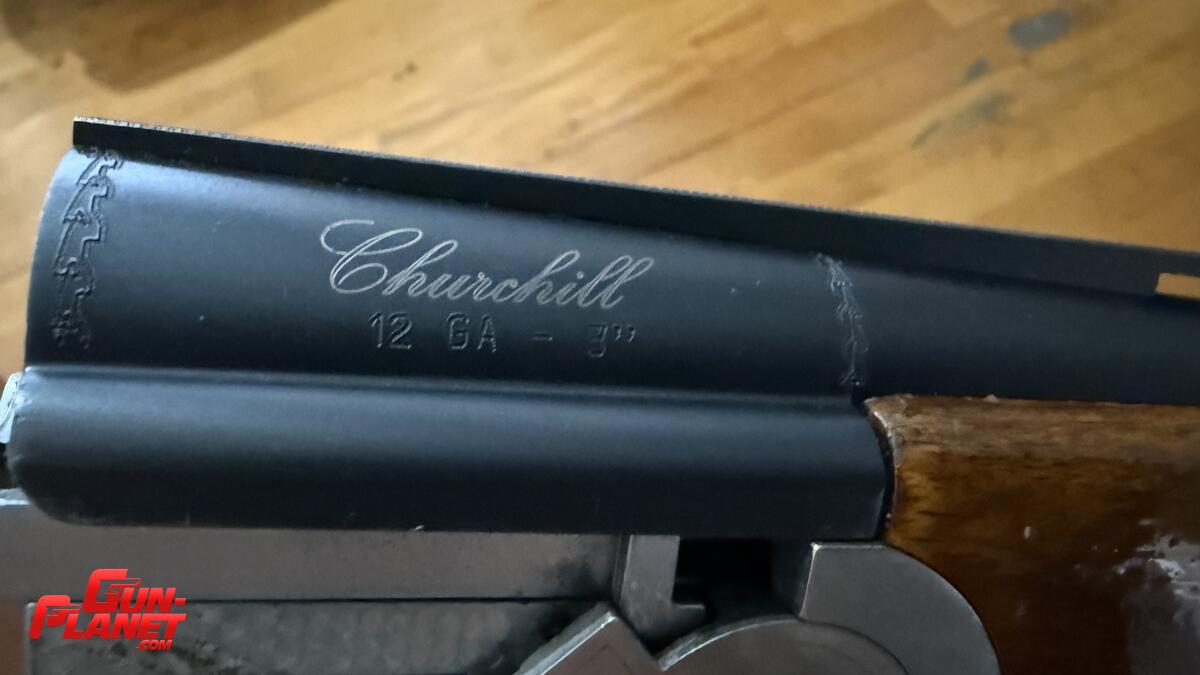 Churchill
12 GA - 3"
GUN-
PLANET
.COM